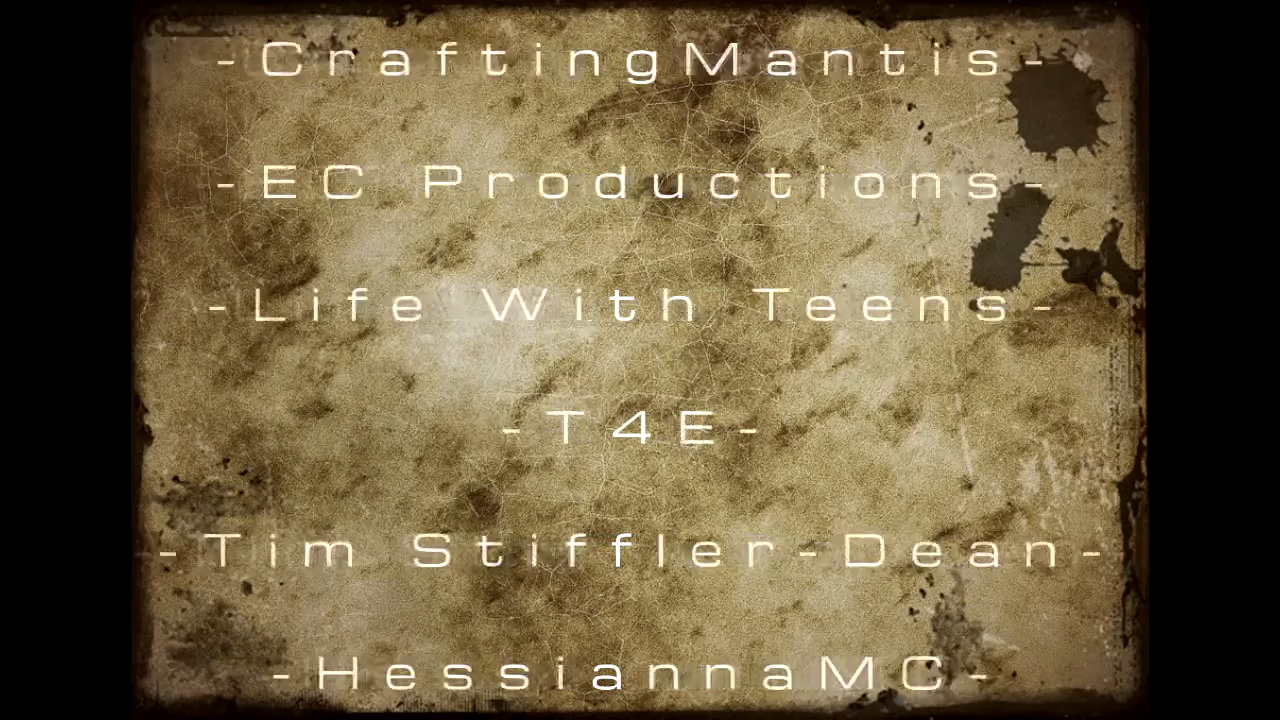 -CraftingMantis-
-EC Productions-
-Life With Teens-
-T4E-
-Tim Stiffler-Dean-
-HessiannaMC-